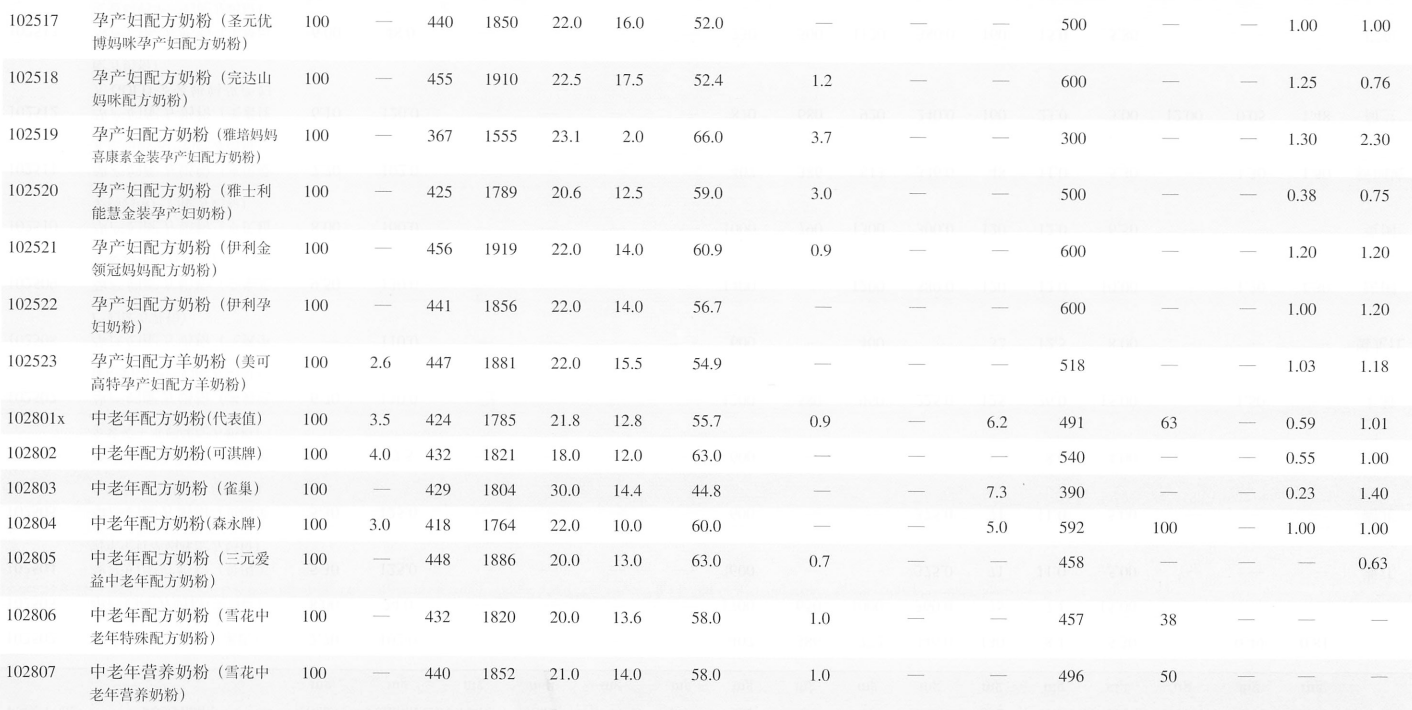 102517 孕产妇配方奶粉（圣元优 100 — 440 1850 22.0 16.0 52.0 — — — 500 — — 1.00 1.00
博妈咪孕产妇配方奶粉）
102518 孕产妇配方奶粉（完达山 100 — 455 1910 22.5 17.5 52.4 1.2 — — 600 — — 1.25 0.76
妈咪配方奶粉）
102519 孕产妇配方奶粉（雅培妈妈 100 — 367 1555 23.1 2.0 66.0 3.7 — — 300 — — 1.30 2.30
喜康素金装孕产妇配方奶粉）
102520 孕产妇配方奶粉（雅士利 100 — 425 1789 20.6 12.5 59.0 3.0 — — 500 — — 0.38 0.75
能慧金装孕产妇奶粉）
102521 孕产妇配方奶粉（伊利金 100 — 456 1919 22.0 14.0 60.9 0.9 — — 600 — — 1.20 1.20
领冠妈妈配方奶粉）
102522 孕产妇配方奶粉（伊利孕 100 — 441 1856 22.0 14.0 56.7 — — — 600 — — 1.00 1.20
妇奶粉）
102523 孕产妇配方羊奶粉（美可 100 2.6 447 1881 22.0 15.5 54.9 — — — 518 — — 1.03 1.18
高特孕产妇配方羊奶粉）
102801x 中老年配方奶粉(代表值) 100 3.5 424 1785 21.8 12.8 55.7 0.9 — 6.2 491 63 — 0.59 1.01
102802 中老年配方奶粉(可淇牌) 100 4.0 432 1821 18.0 12.0 63.0 — — — 540 — — 0.55 1.00
102803 中老年配方奶粉（雀巢） 100 — 429 1804 30.0 14.4 44.8 — — 7.3 390 — — 0.23 1.40
102804 中老年配方奶粉(森永牌) 100 3.0 418 1764 22.0 10.0 60.0 — — 5.0 592 100 — 1.00 1.00
102805 中老年配方奶粉（三元爱 100 — 448 1886 20.0 13.0 63.0 0.7 — — 458 — — — 0.63
益中老年配方奶粉）
102806 中老年配方奶粉（雪花中 100 — 432 1820 20.0 13.6 58.0 1.0 — — 457 38 — — —
老年特殊配方奶粉）
102807 中老年营养奶粉（雪花中 100 — 440 1852 21.0 14.0 58.0 1.0 — — 496 50 — — —
老年营养奶粉）